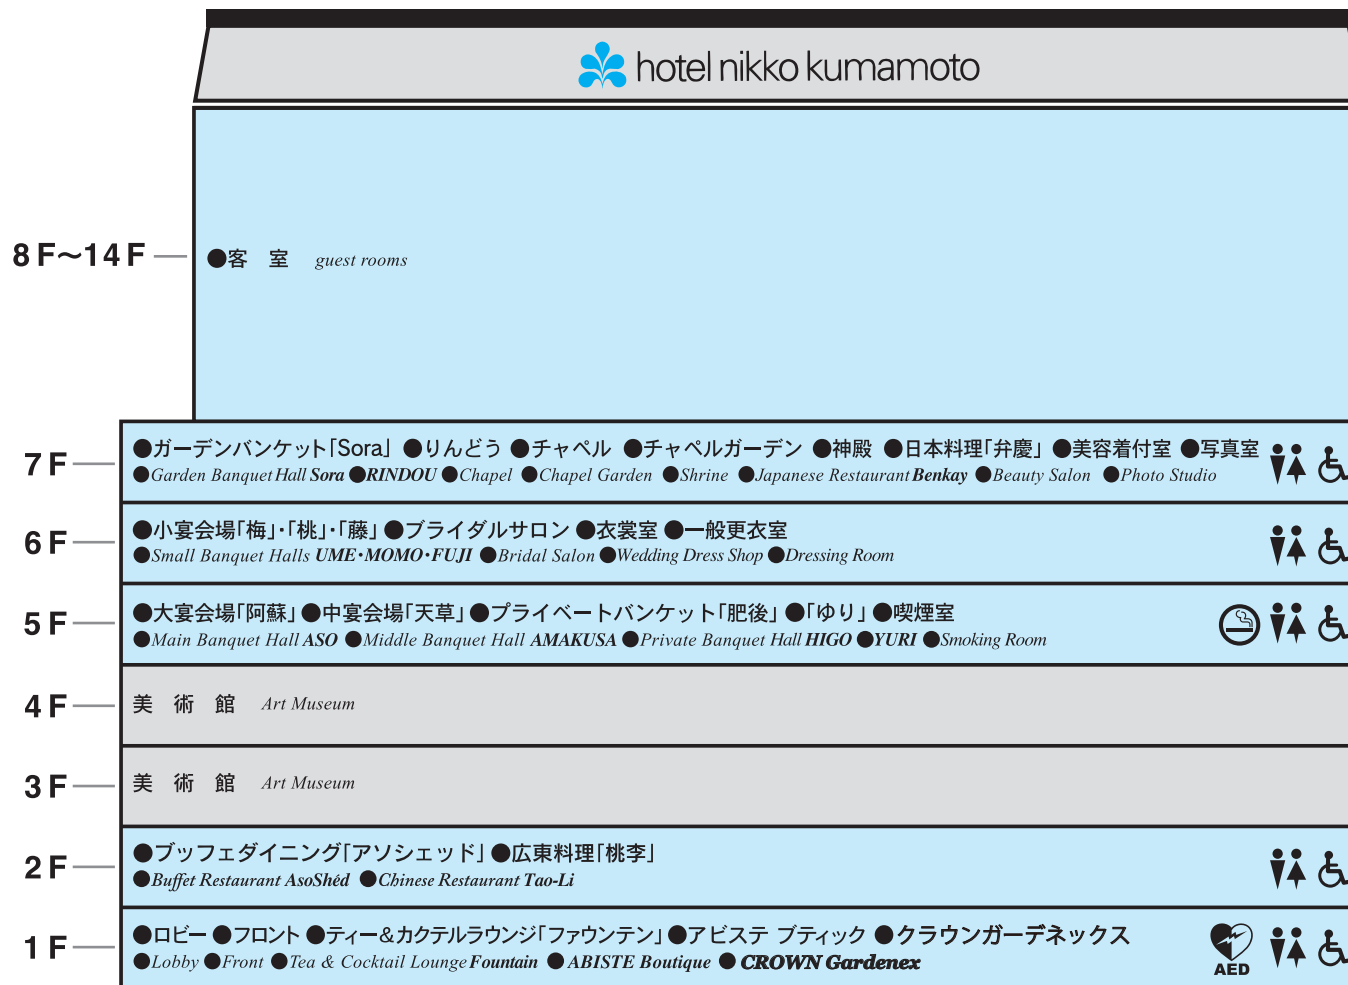 hotel nikko kumamoto
8F～14F
●客　室　guest rooms
7F
●ガーデンバンケット「Sora」 ●りんどう ●チャペル ●チャペルガーデン ●神殿 ●日本料理「弁慶」 ●美容着付室 ●写真室
●Garden Banquet Hall Sora ●RINDOU ●Chapel ●Chapel Garden ●Shrine ●Japanese Restaurant Benkay ●Beauty Salon ●Photo Studio
6F
●小宴会場「梅」・「桃」・「藤」 ●ブライダルサロン ●衣裳室 ●一般更衣室
●Small Banquet Halls UME・MOMO・FUJI ●Bridal Salon ●Wedding Dress Shop ●Dressing Room
5F
●大宴会場「阿蘇」 ●中宴会場「天草」 ●プライベートバンケット「肥後」 ●「ゆり」 ●喫煙室
●Main Banquet Hall ASO ●Middle Banquet Hall AMAKUSA ●Private Banquet Hall HIGO ●YURI ●Smoking Room
4F
美　術　館　Art Museum
3F
美　術　館　Art Museum
2F
●ブッフェダイニング「アソシェッド」 ●広東料理「桃李」
●Buffet Restaurant AsoShéd ●Chinese Restaurant Tao-Li
1F
●ロビー ●フロント ●ティー&カクテルラウンジ「ファウンテン」 ●アビステ ブティック ●クラウンガーデネックス
●Lobby ●Front ●Tea & Cocktail Lounge Fountain ●ABISTE Boutique ●CROWN Gardenex
AED